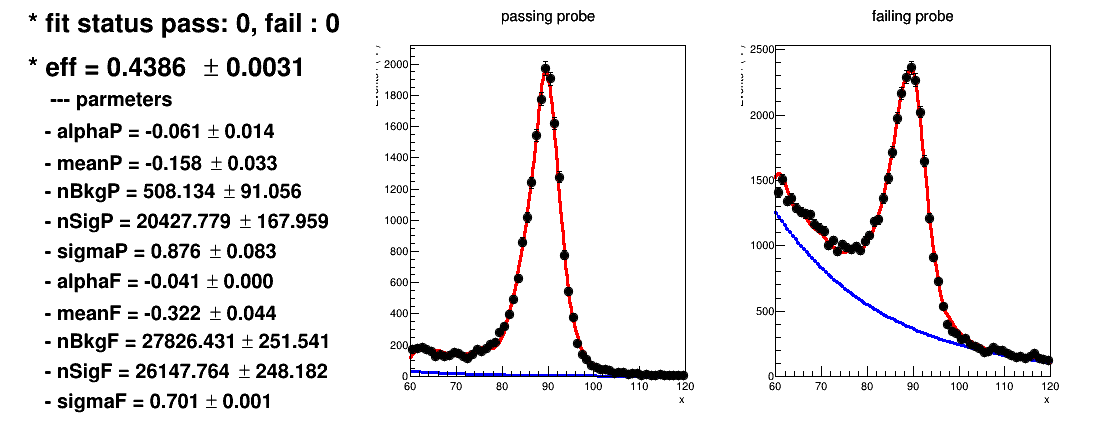 * fit status pass: 0, fail : 0
* eff = 0.4386 ± 0.0031
--- parmeters
- alphaP = -0.061 ± 0.014
- meanP = -0.158 ± 0.033
- nBkgP = 508.134 ± 91.056
- nSigP = 20427.779 ± 167.959
- sigmaP = 0.876 ± 0.083
- alphaF = -0.041 ± 0.000
- meanF = -0.322 ± 0.044
- nBkgF = 27826.431 ± 251.541
- nSigF = 26147.764 ± 248.182
- sigmaF = 0.701 ± 0.001
passing probe
2000
1800
1600
1400
1200
1000
800
600
400
200
0
60 70 80 90 100 110 120
x
failing probe
2500
2000
1500
1000
500
0
60 70 80 90 100 110 120
x